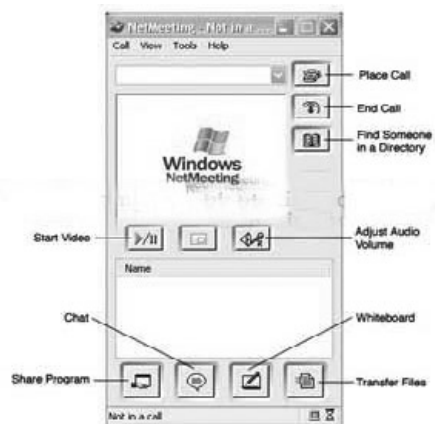 NetMeeting - Not in a ...
Call View Tools Help
Place Call
End Call
Find Someone
in a Directory
Windows
NetMeeting
Start Video
Adjust Audio
Volume
Name
Chat
Whiteboard
Share Program
Transfer Files
Not in a call